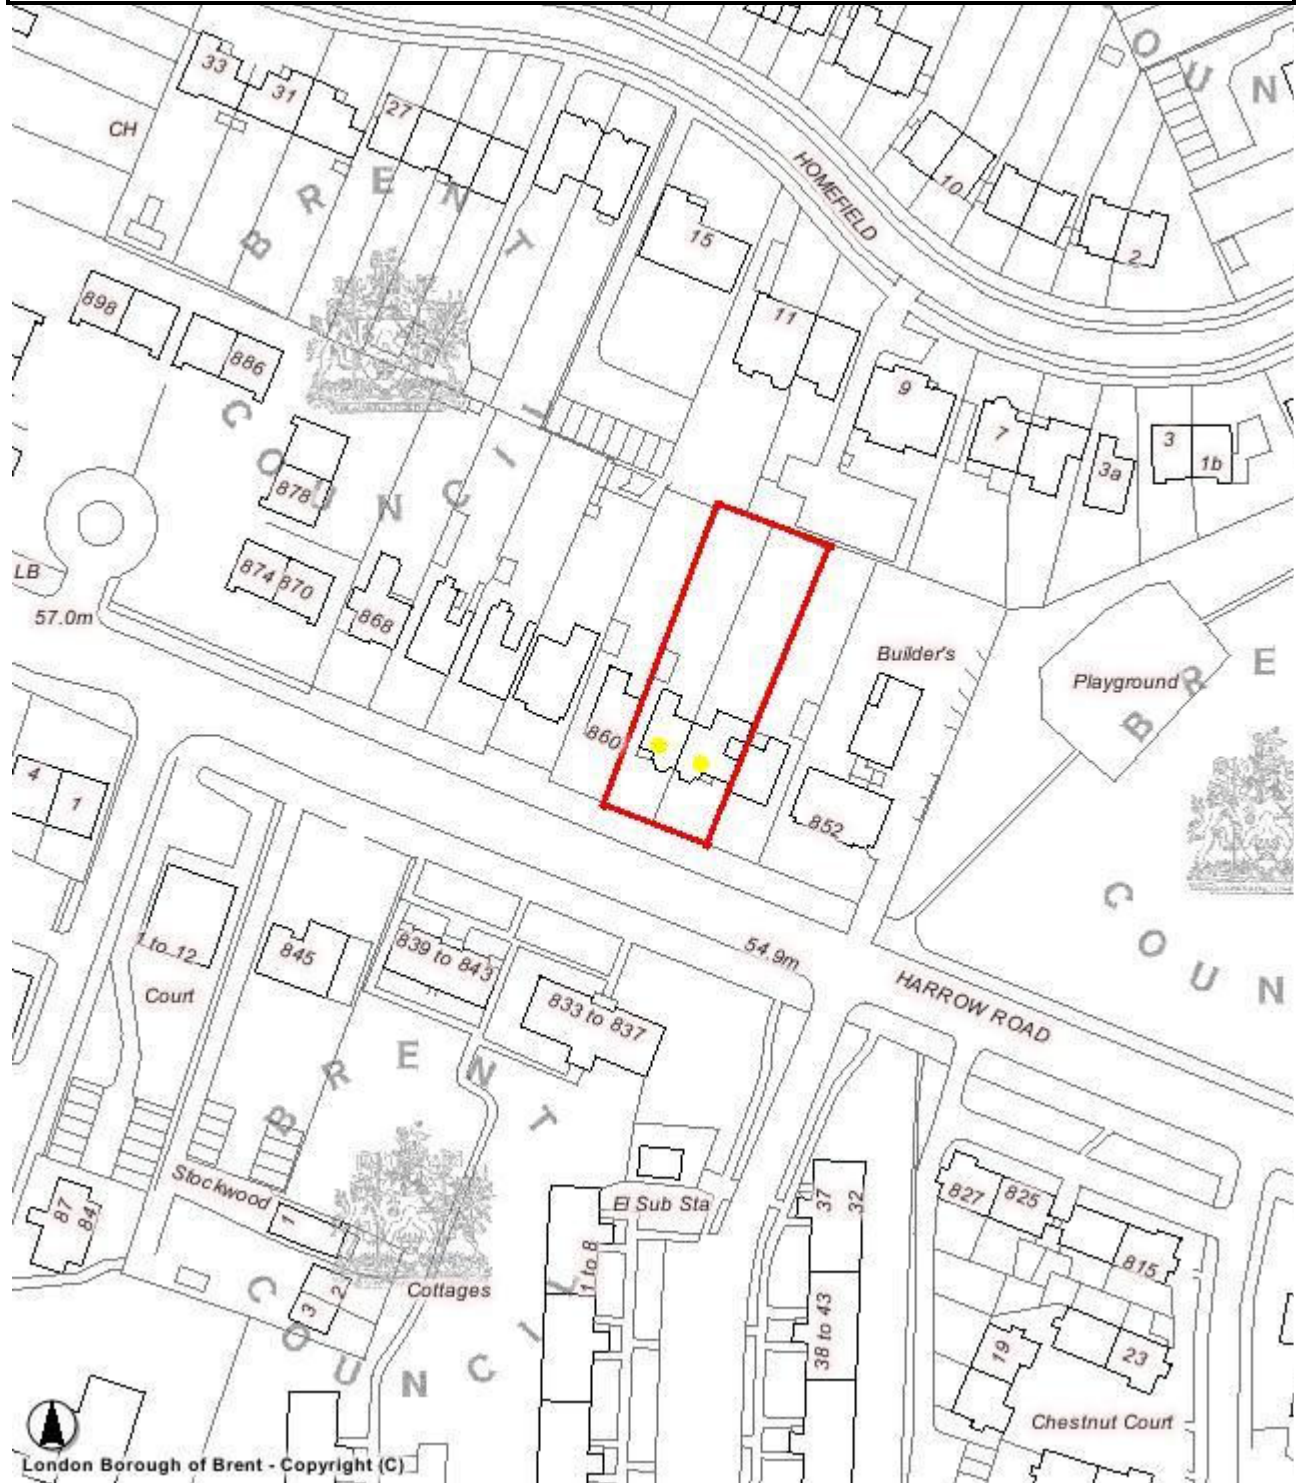 33
31
27
CH
HOMEFIELD
10
2
15
11
9
7
3a
3
1b
898
886
878
874
870
868
860
852
LB
57.0m
Builder's
Playground
4
1
1 to 12
Court
845
839 to 843
833 to 837
54.9m
HARROW ROAD
BRENT
COUNCIL
B R E
C O U N
O U N
BRENT
COUNCIL
Stockwood
1
87
84
3
2
Cottages
El Sub Sta
1 to 8
37
32
38 to 43
827
825
815
19
23
Chestnut Court
London Borough of Brent - Copyright (C)